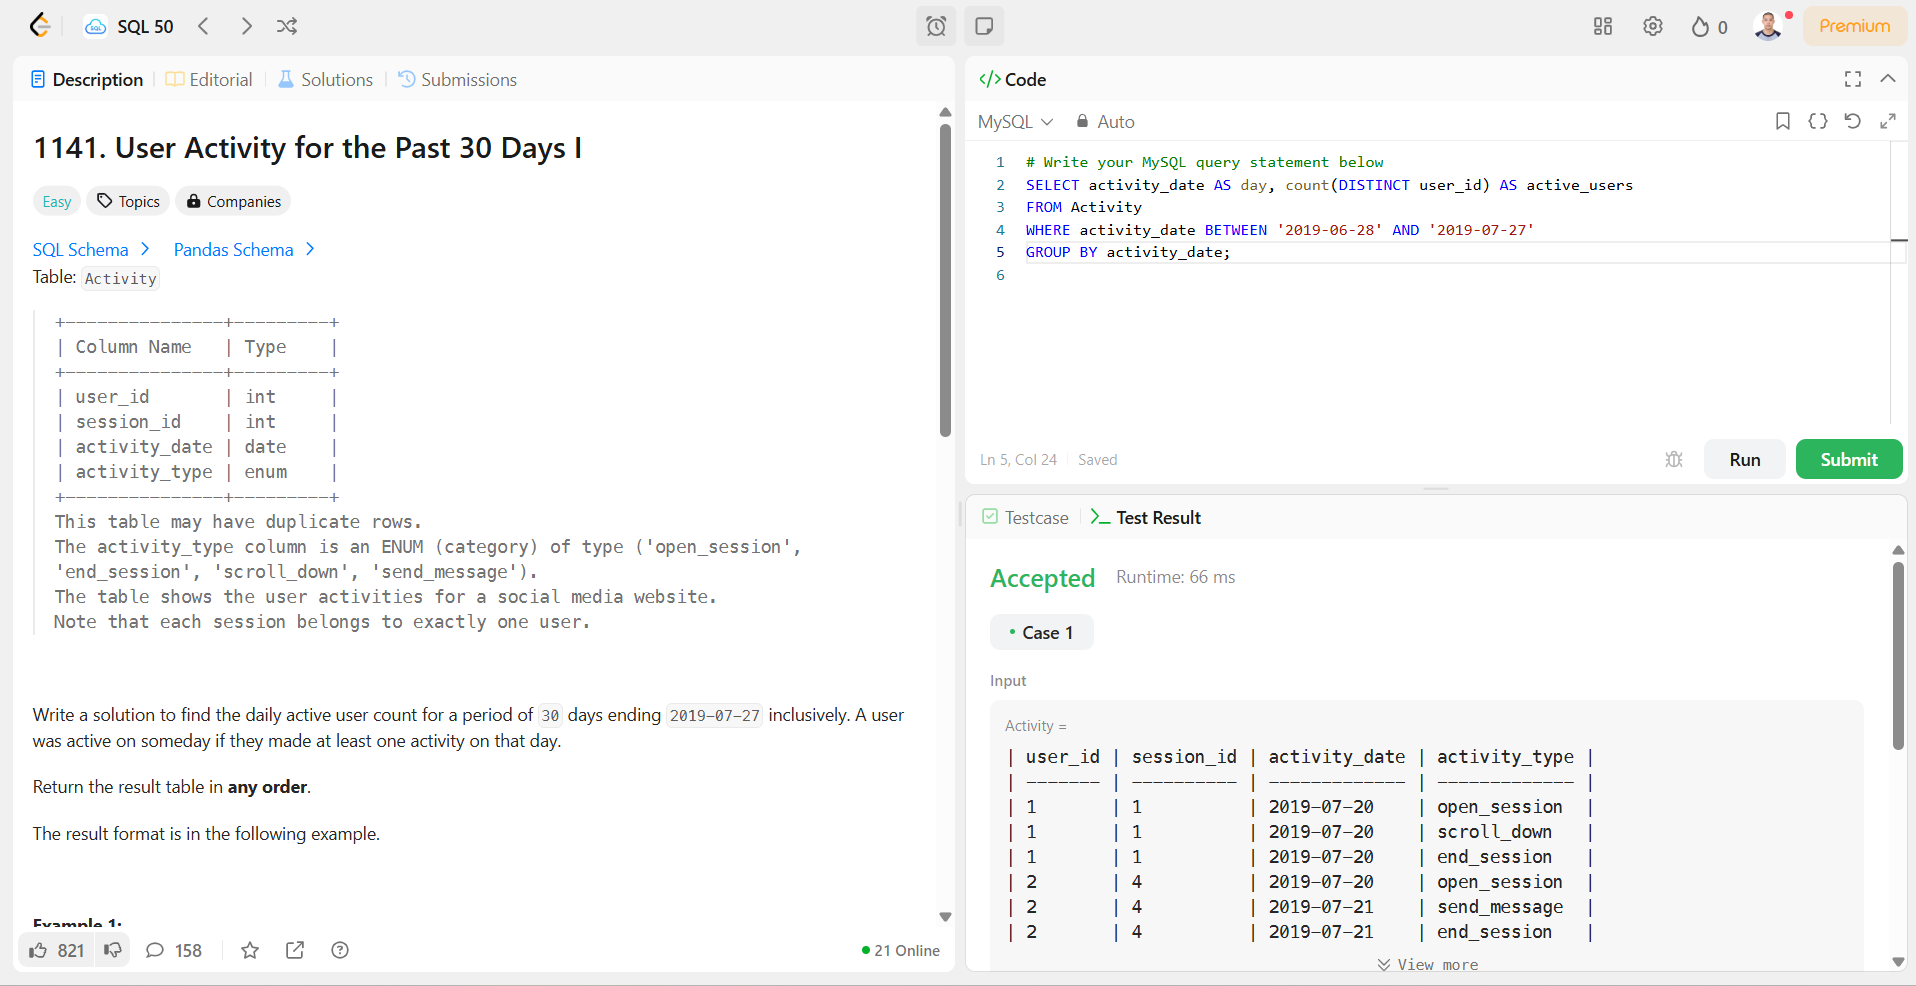 SQL 50
0
Premium
Description
Editorial
Solutions
Submissions
1141. User Activity for the Past 30 Days I
Easy
Topics
Companies
SQL Schema
Pandas Schema
Table: Activity
+---------------+---------+
| Column Name   | Type    |
+---------------+---------+
| user_id       | int     |
| session_id    | int     |
| activity_date | date    |
| activity_type | enum    |
+---------------+---------+
This table may have duplicate rows.
The activity_type column is an ENUM (category) of type ('open_session',
'end_session', 'scroll_down', 'send_message').
The table shows the user activities for a social media website.
Note that each session belongs to exactly one user.
Write a solution to find the daily active user count for a period of 30 days ending 2019-07-27 inclusively. A user
was active on someday if they made at least one activity on that day.
Return the result table in any order.
The result format is in the following example.
Example 1:
821
158
21 Online
</> Code
MySQL
Auto
1 # Write your MySQL query statement below
2 SELECT activity_date AS day, count(DISTINCT user_id) AS active_users
3 FROM Activity
4 WHERE activity_date BETWEEN '2019-06-28' AND '2019-07-27'
5 GROUP BY activity_date;
6
Ln 5, Col 24
Saved
Run
Submit
Testcase
Test Result
Accepted
Runtime: 66 ms
Case 1
Input
Activity =
| user_id | session_id | activity_date | activity_type |
| ------- | ---------- | ------------- | ------------- |
| 1       | 1          | 2019-07-20    | open_session  |
| 1       | 1          | 2019-07-20    | scroll_down   |
| 1       | 1          | 2019-07-20    | end_session   |
| 2       | 4          | 2019-07-20    | open_session  |
| 2       | 4          | 2019-07-21    | send_message  |
| 2       | 4          | 2019-07-21    | end_session   |
View more